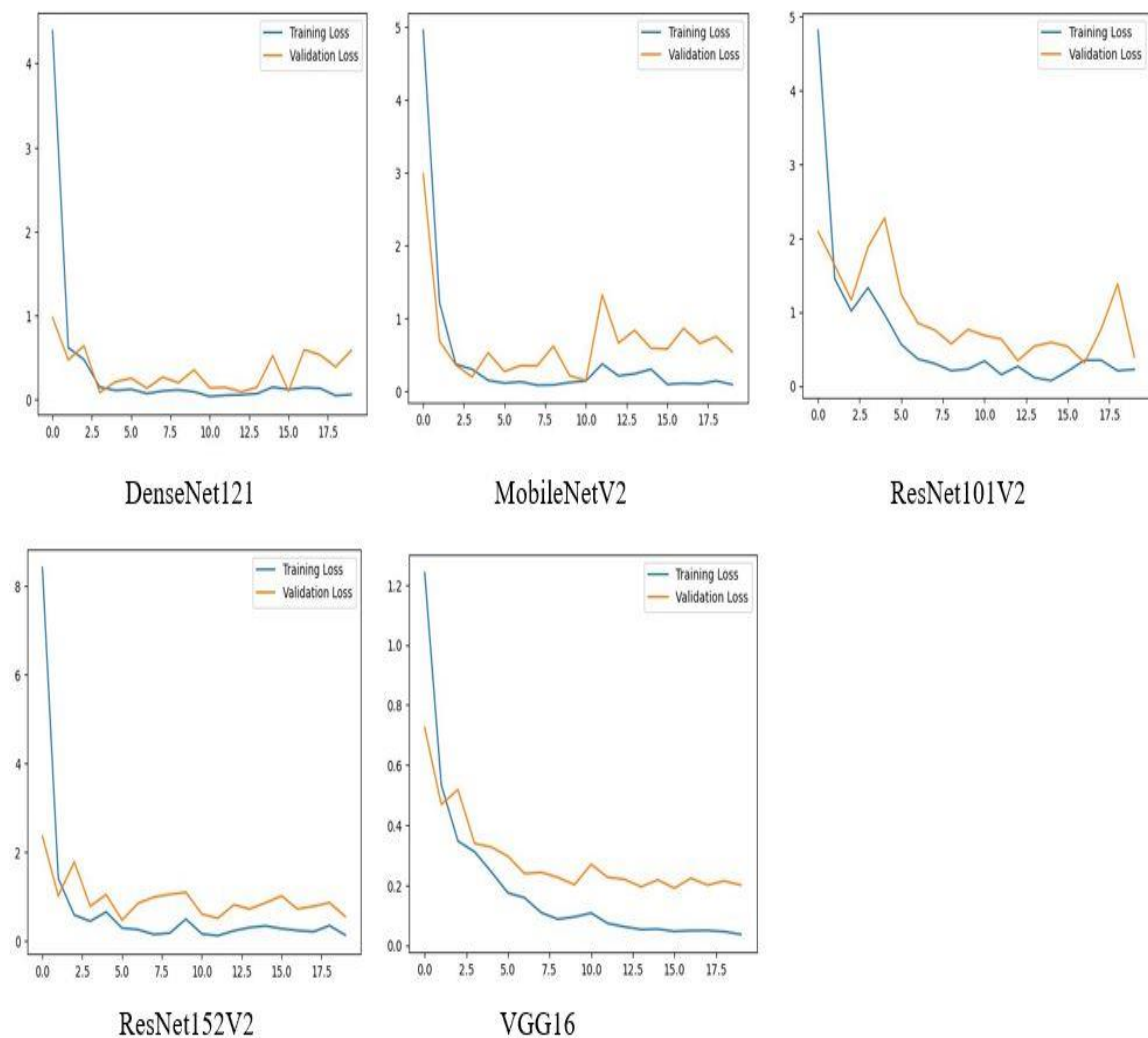 Training Loss
Validation Loss
4
3
2
1
0
0.0 2.5 5.0 7.5 10.0 12.5 15.0 17.5
DenseNet121
Training Loss
Validation Loss
5
4
3
2
1
0
0.0 2.5 5.0 7.5 10.0 12.5 15.0 17.5
MobileNetV2
Training Loss
Validation Loss
5
4
3
2
1
0
0.0 2.5 5.0 7.5 10.0 12.5 15.0 17.5
ResNet101V2
Training Loss
Validation Loss
8
6
4
2
0
0.0 2.5 5.0 7.5 10.0 12.5 15.0 17.5
ResNet152V2
Training Loss
Validation Loss
1.2
1.0
0.8
0.6
0.4
0.2
0.0
0.0 2.5 5.0 7.5 10.0 12.5 15.0 17.5
VGG16